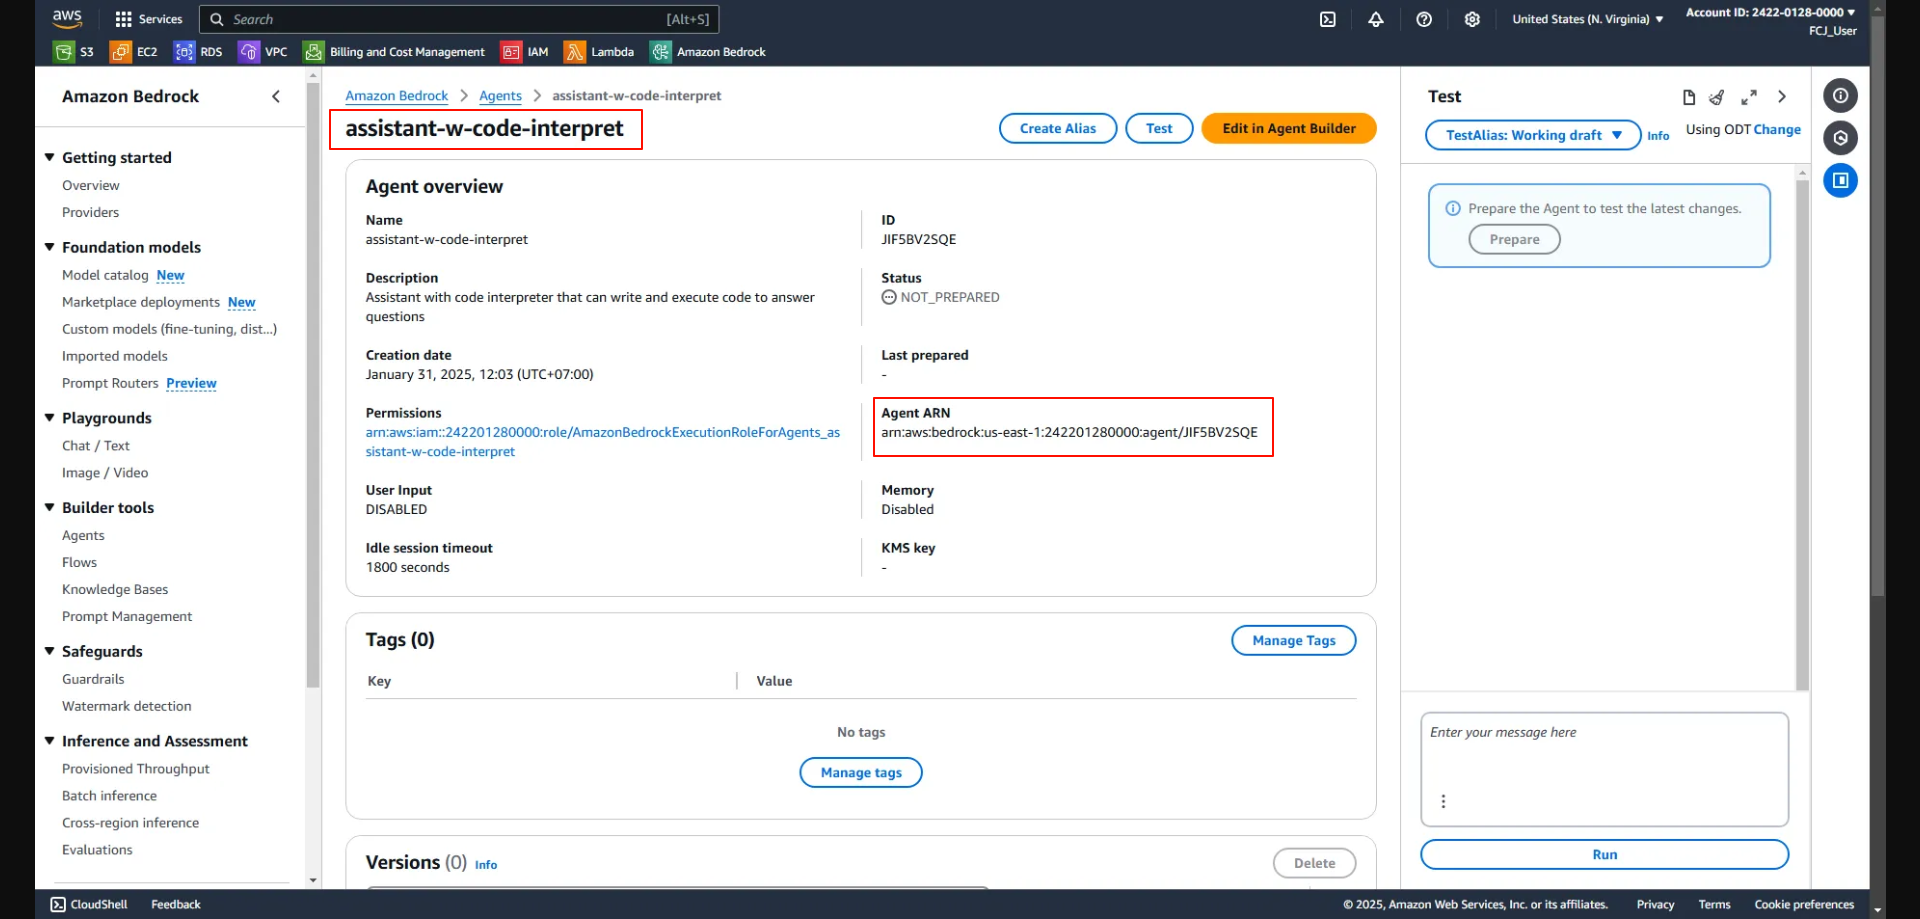 aws
Services
Search
[Alt+S]
United States (N. Virginia)
Account ID: 2422-0128-0000
FCJ_User
S3
EC2
RDS
VPC
Billing and Cost Management
IAM
Lambda
Amazon Bedrock
Amazon Bedrock
Getting started
Overview
Providers
Foundation models
Model catalog New
Marketplace deployments New
Custom models (fine-tuning, dist...)
Imported models
Prompt Routers Preview
Playgrounds
Chat / Text
Image / Video
Builder tools
Agents
Flows
Knowledge Bases
Prompt Management
Safeguards
Guardrails
Watermark detection
Inference and Assessment
Provisioned Throughput
Batch inference
Cross-region inference
Evaluations
Amazon Bedrock > Agents > assistant-w-code-interpret
assistant-w-code-interpret
Create Alias
Test
Edit in Agent Builder
Agent overview
Name
assistant-w-code-interpret
ID
JIF5BV2SQE
Description
Assistant with code interpreter that can write and execute code to answer
questions
Status
NOT_PREPARED
Creation date
January 31, 2025, 12:03 (UTC+07:00)
Last prepared
-
Permissions
arn:aws:iam::242201280000:role/AmazonBedrockExecutionRoleForAgents_as
sistant-w-code-interpret
Agent ARN
arn:aws:bedrock:us-east-1:242201280000:agent/JIF5BV2SQE
User Input
DISABLED
Memory
Disabled
Idle session timeout
1800 seconds
KMS key
-
Tags (0)
Manage Tags
Key
Value
No tags
Manage tags
Versions (0) Info
Delete
Test
TestAlias: Working draft
Info
Using ODT Change
Prepare the Agent to test the latest changes.
Prepare
Enter your message here
Run
CloudShell
Feedback
© 2025, Amazon Web Services, Inc. or its affiliates.
Privacy
Terms
Cookie preferences